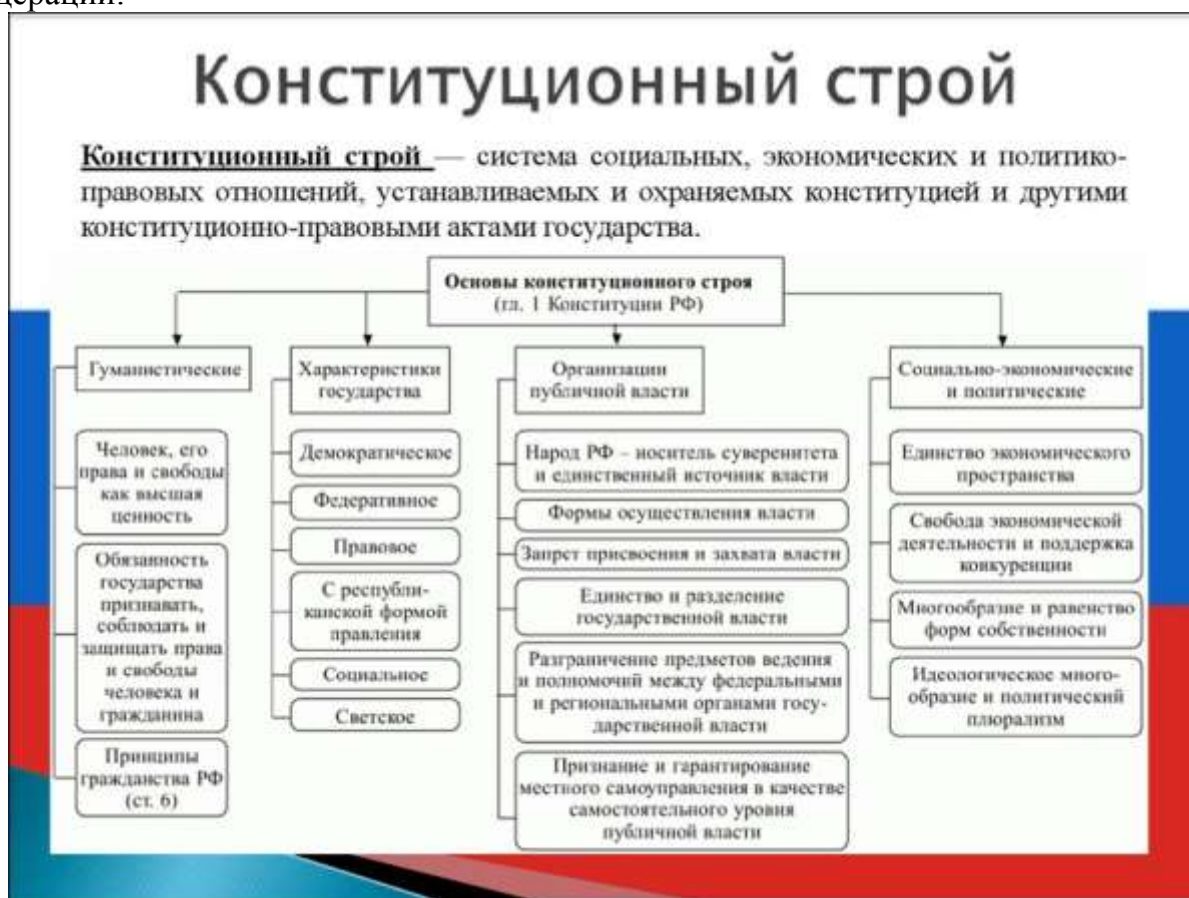 дерации.
Конституционный строй
Конституционный строй — система социальных, экономических и политико-
правовых отношений, устанавливаемых и охраняемых конституцией и другими
конституционно-правовыми актами государства.
Основы конституционного строя
(гл. 1 Конституции РФ)
Гуманистические
Человек, его
права и свободы
как высшая
ценность
Обязанность
государства
признавать,
соблюдать и
защищать права
и свободы
человека и
гражданина
Принципы
гражданства РФ
(ст. 6)
Характеристики
государства
Демократическое
Федеративное
Правовое
С республи-
канской формой
правления
Социальное
Светское
Организации
публичной власти
Народ РФ – носитель суверенитета
и единственный источник власти
Формы осуществления власти
Запрет присвоения и захвата власти
Единство и разделение
государственной власти
Разграничение предметов ведения
и полномочий между федеральными
и региональными органами госу-
дарственной власти
Признание и гарантирование
местного самоуправления в качестве
самостоятельного уровня
публичной власти
Социально-экономические
и политические
Единство экономического
пространства
Свобода экономической
деятельности и поддержка
конкуренции
Многообразие и равенство
форм собственности
Идеологическое много-
образие и политический
плюрализм